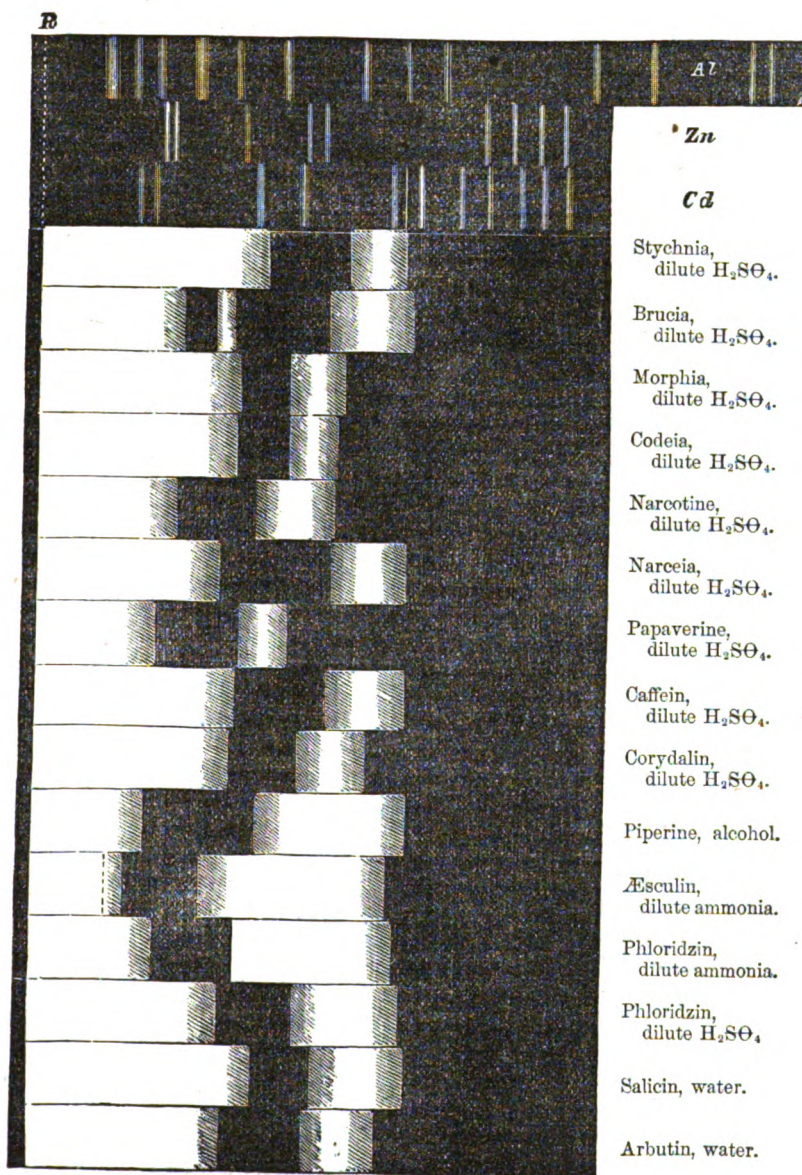 R
Al
Zn
Cd
Stychnia,
dilute H₂SΘ₄.
Brucia,
dilute H₂SΘ₄.
Morphia,
dilute H₂SΘ₄.
Codeia,
dilute H₂SΘ₄.
Narcotine,
dilute H₂SΘ₄.
Narceia,
dilute H₂SΘ₄.
Papaverine,
dilute H₂SΘ₄.
Caffein,
dilute H₂SΘ₄.
Corydalin,
dilute H₂SΘ₄.
Piperine, alcohol.
Æsculin,
dilute ammonia.
Phloridzin,
dilute ammonia.
Phloridzin,
dilute H₂SΘ₄
Salicin, water.
Arbutin, water.